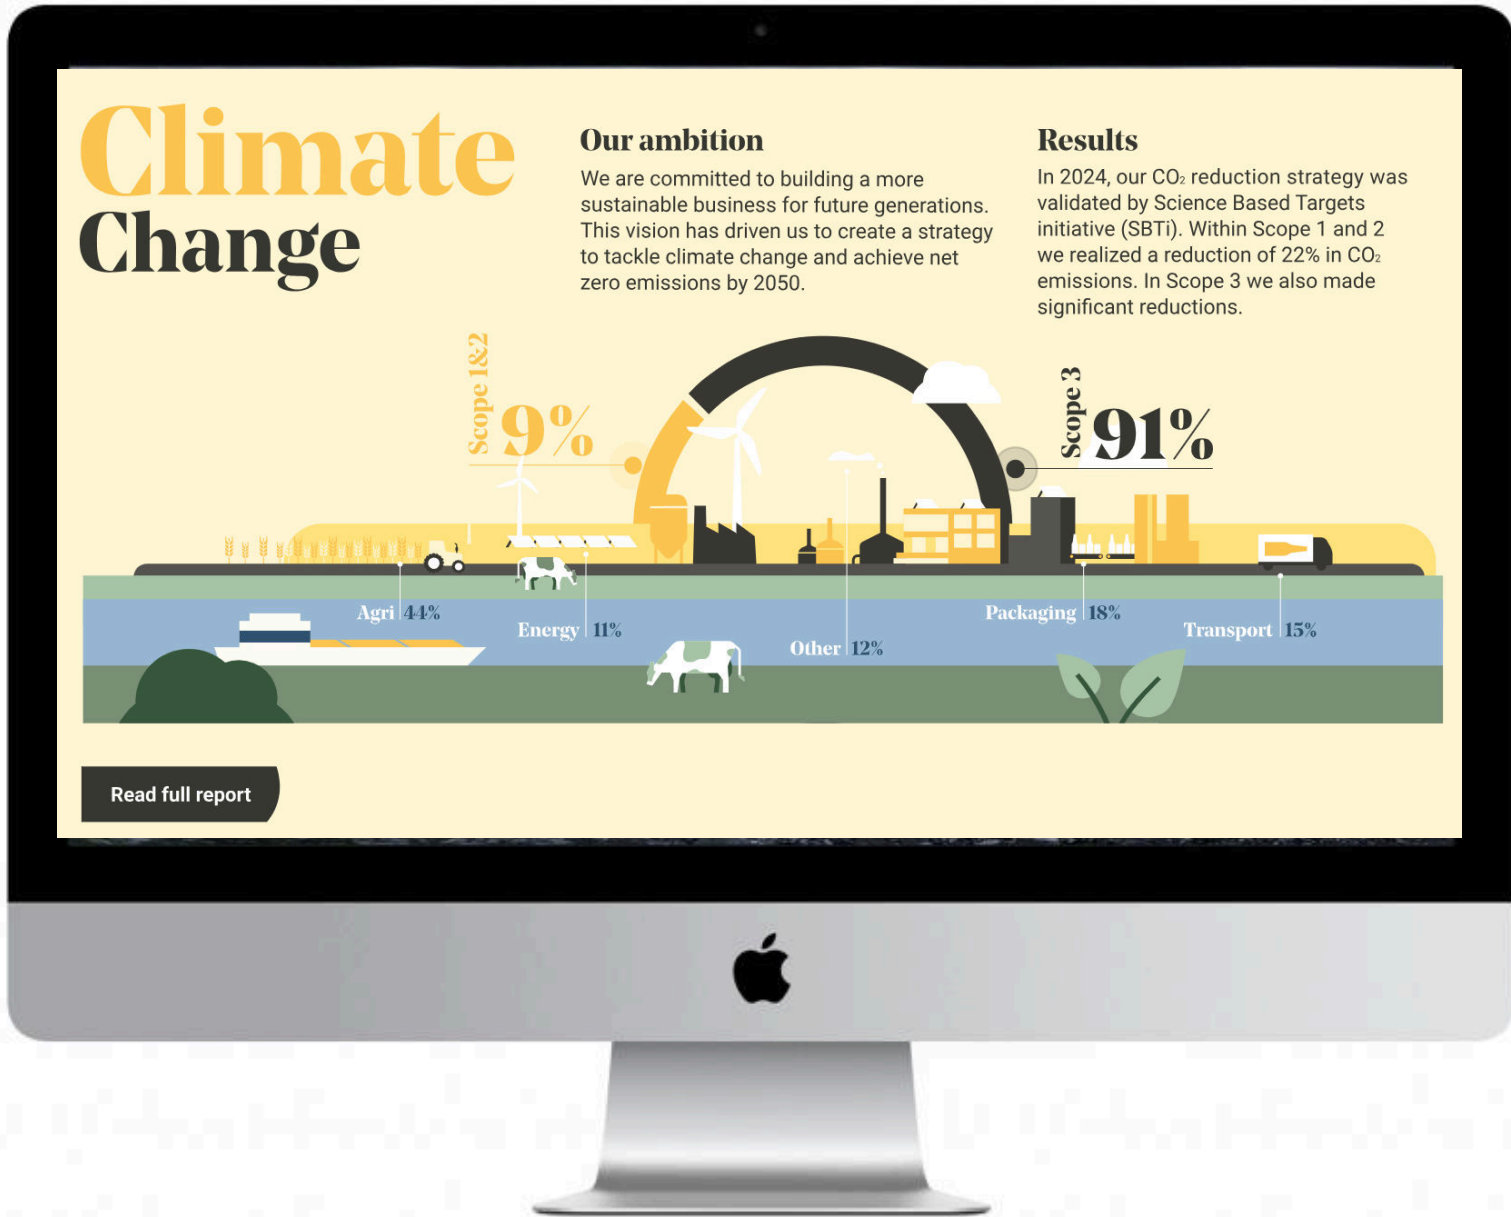 Climate
Change
Our ambition
We are committed to building a more
sustainable business for future generations.
This vision has driven us to create a strategy
to tackle climate change and achieve net
zero emissions by 2050.
Results
In 2024, our CO₂ reduction strategy was
validated by Science Based Targets
initiative (SBTi). Within Scope 1 and 2
we realized a reduction of 22% in CO₂
emissions. In Scope 3 we also made
significant reductions.
Scope 1&2
9%
Scope 3
91%
Agri 44%
Energy 11%
Other 12%
Packaging 18%
Transport 15%
Read full report